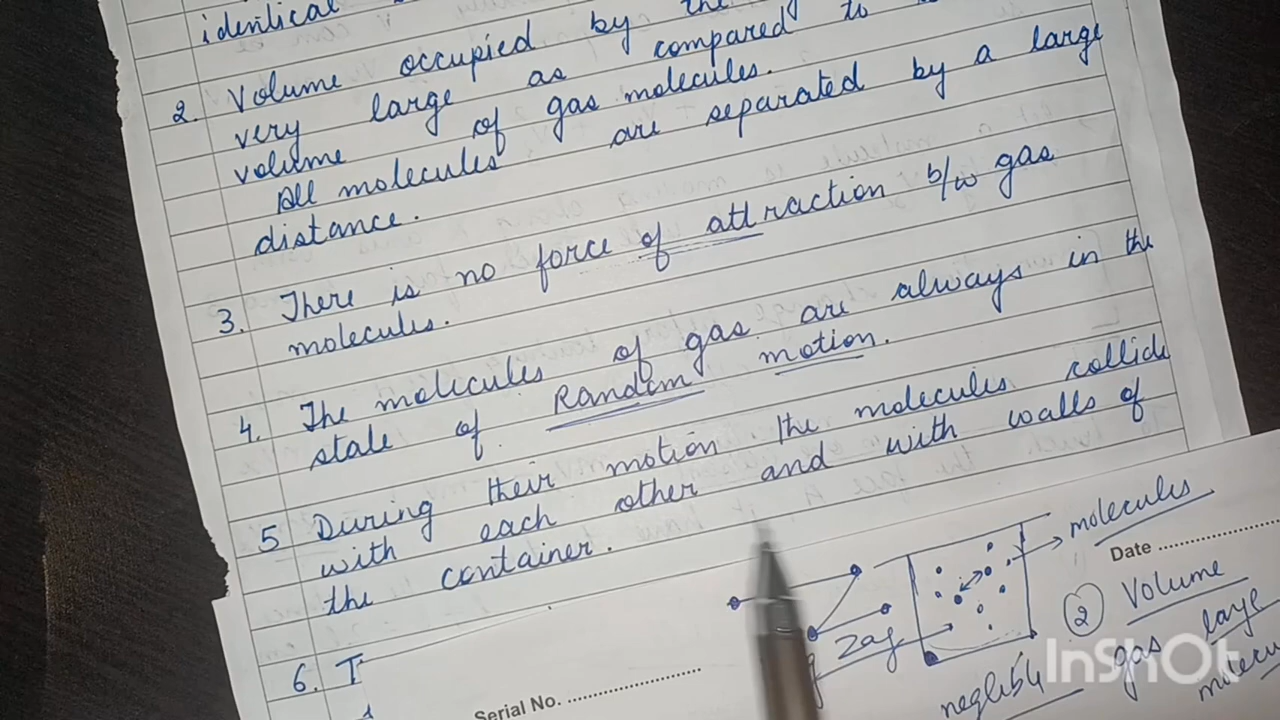 identical
2. Volume occupied by the
very large as compared to
volume of gas molecules.
All molecules are separated by a large
distance.
3. There is no force of attraction b/w gas
molecules.
4. The molecules of gas are always in the
state of Random motion.
5 During their motion the molecules collide
with each other and with walls of
the container.
6. T
molecules
Date
2 Volume
gas large
Zag
neglib
molecu
Serial No.
InShOt